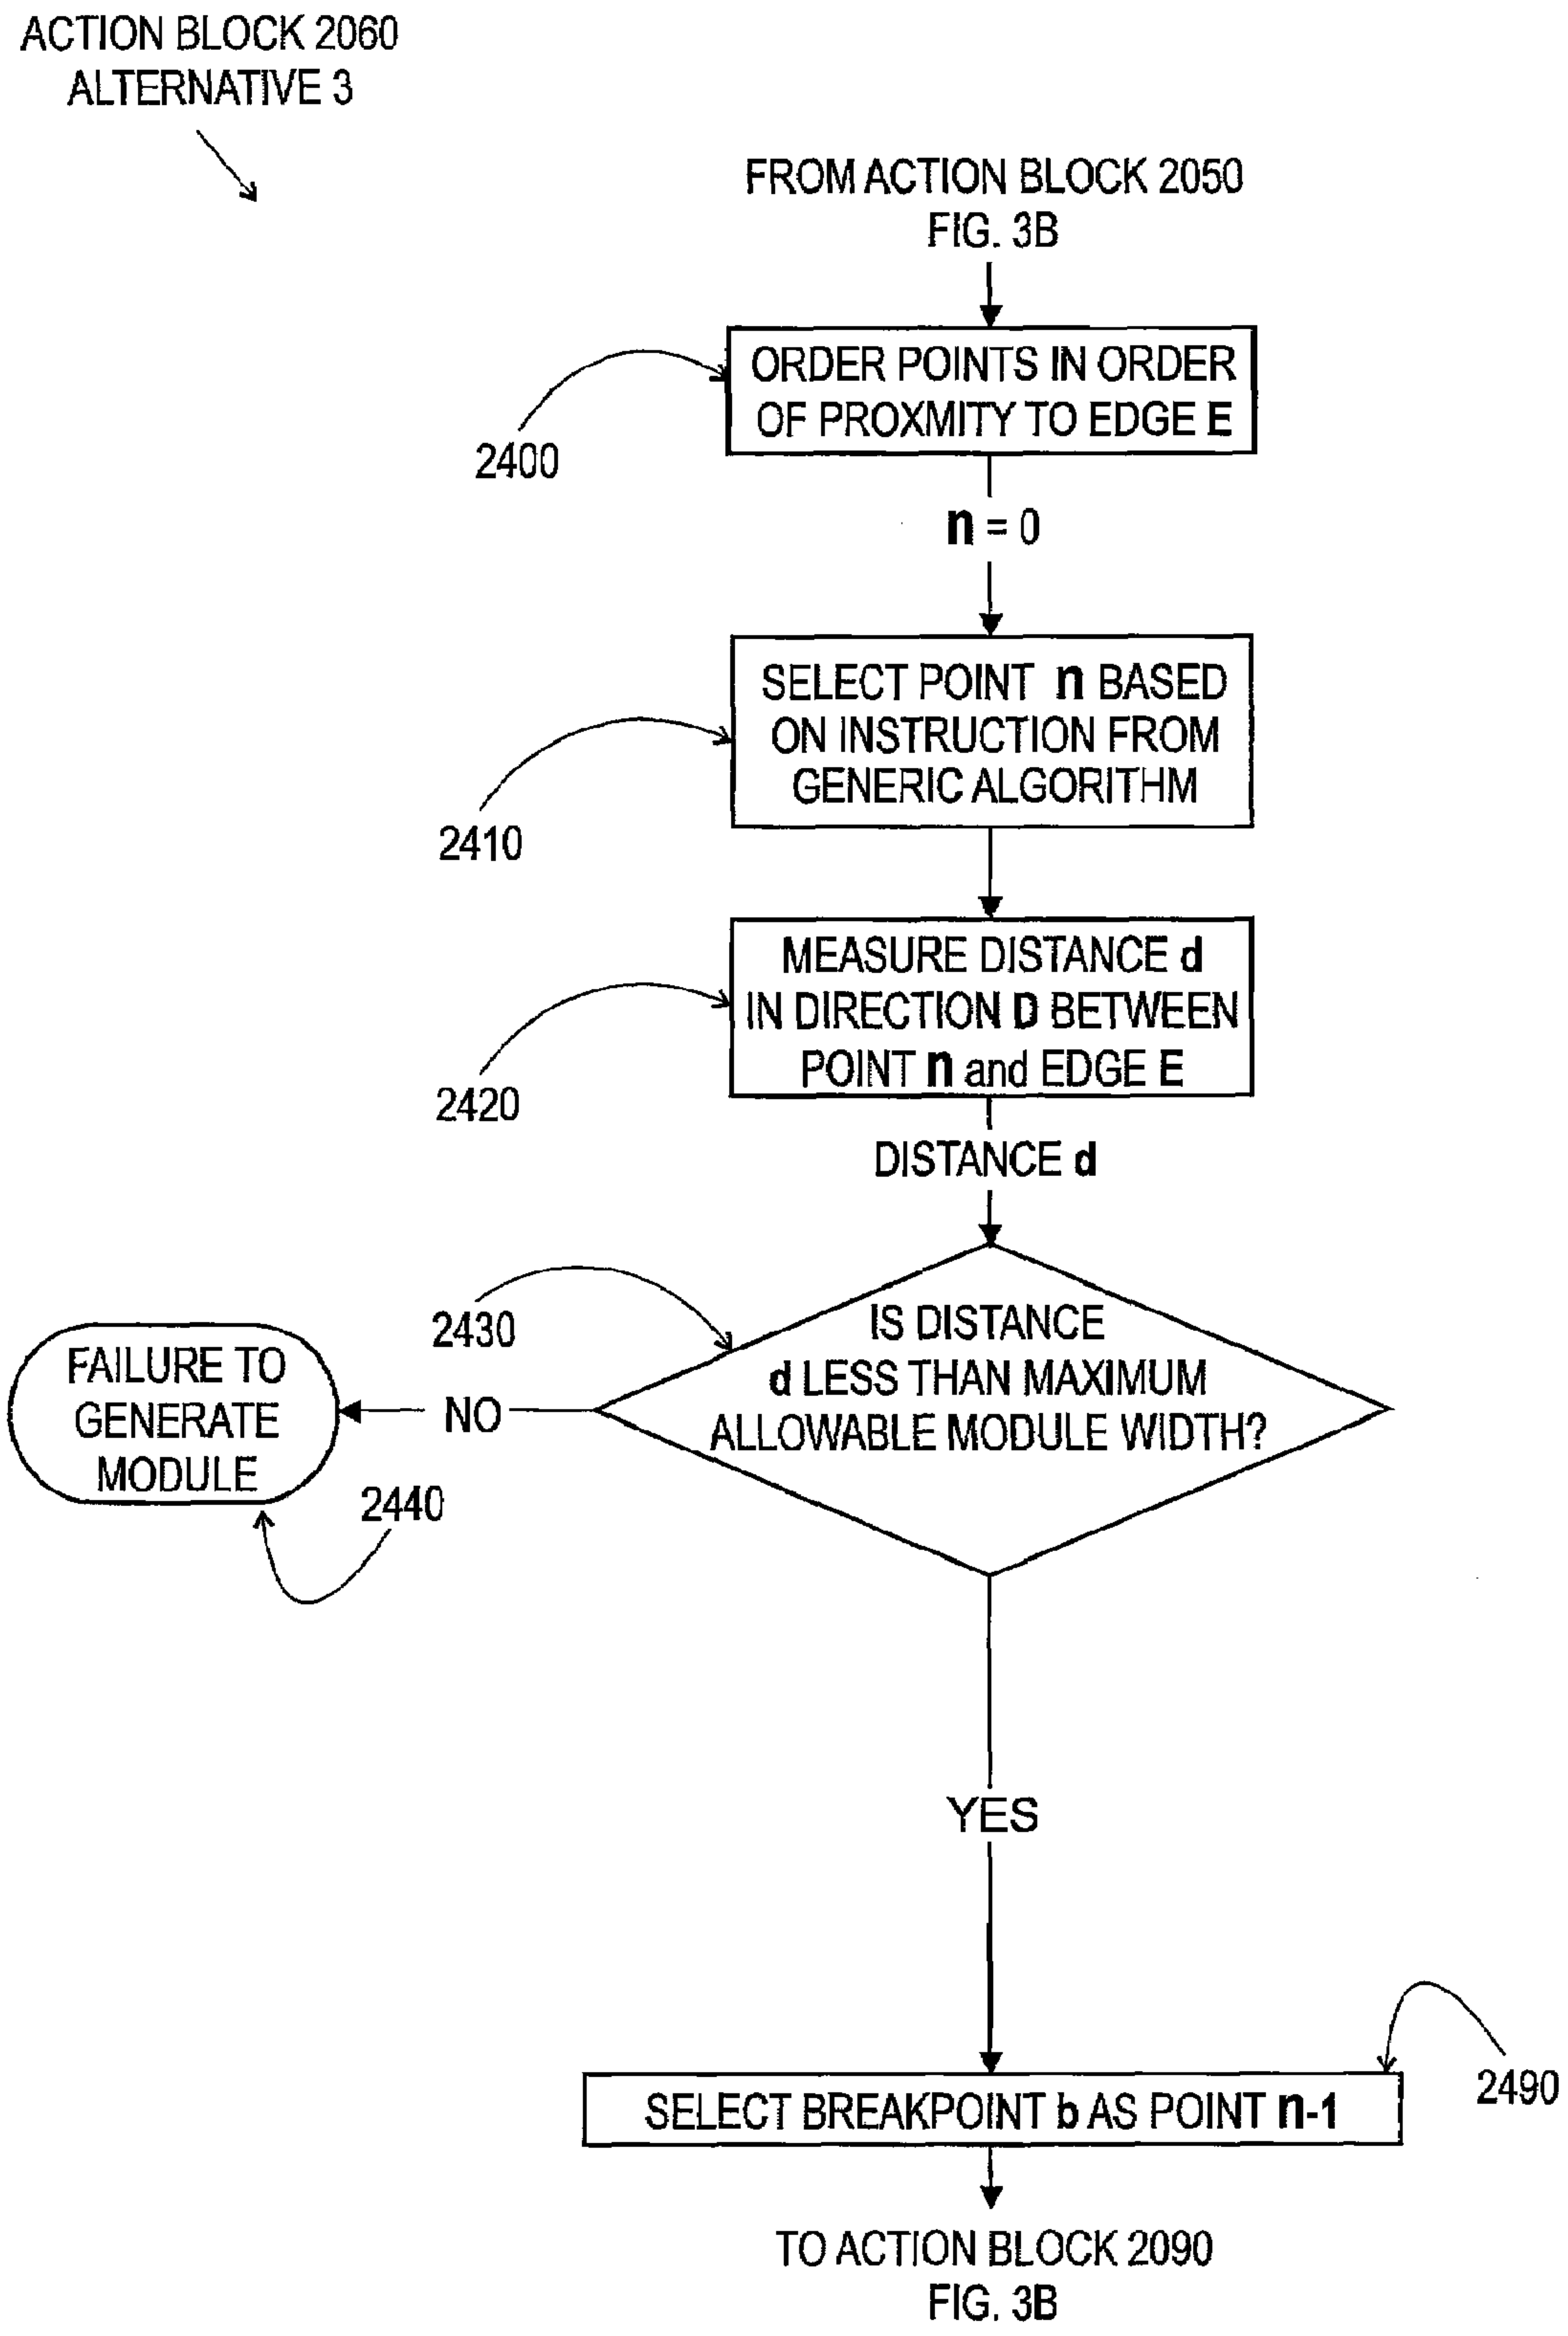 ACTION BLOCK 2060
ALTERNATIVE 3
FROM ACTION BLOCK 2050
FIG. 3B
ORDER POINTS IN ORDER
OF PROXMITY TO EDGE E
2400
n = 0
SELECT POINT n BASED
ON INSTRUCTION FROM
GENERIC ALGORITHM
2410
MEASURE DISTANCE d
IN DIRECTION D BETWEEN
POINT n and EDGE E
2420
DISTANCE d
2430
IS DISTANCE
d LESS THAN MAXIMUM
ALLOWABLE MODULE WIDTH?
NO
FAILURE TO
GENERATE
MODULE
2440
YES
2490
SELECT BREAKPOINT b AS POINT n-1
TO ACTION BLOCK 2090
FIG. 3B